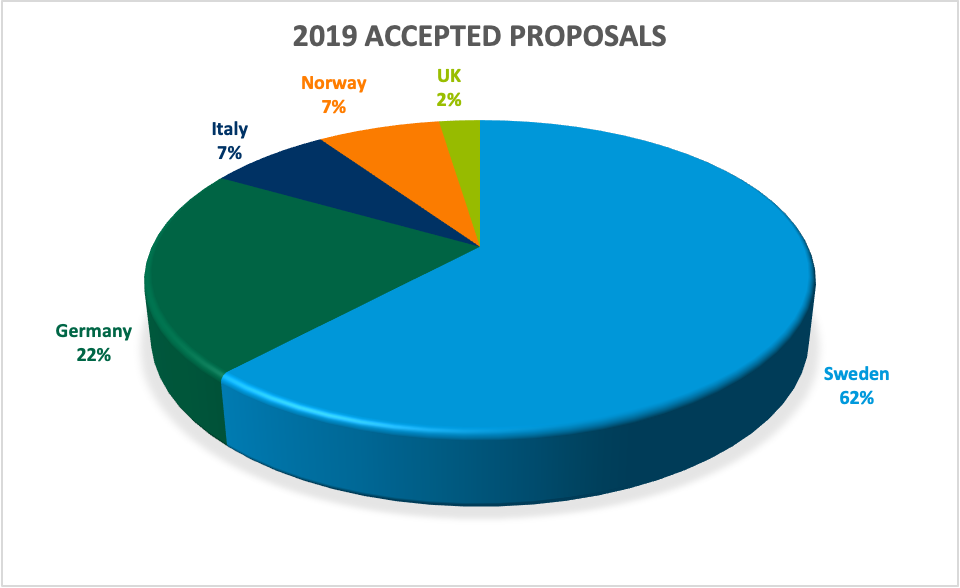 2019 ACCEPTED PROPOSALS
UK
2%
Norway
7%
Italy
7%
Germany
22%
Sweden
62%